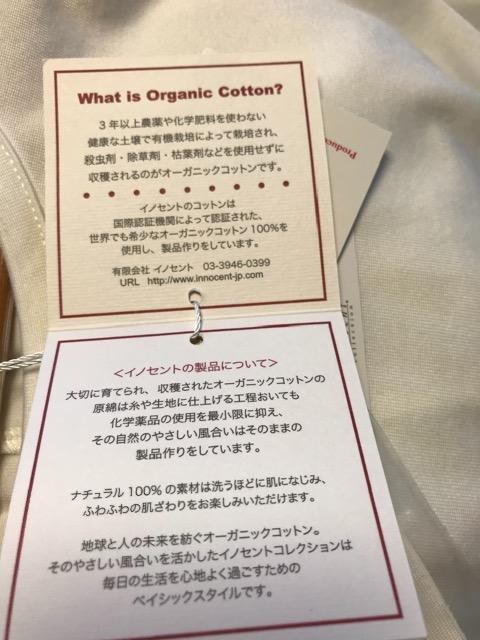 What is Organic Cotton?
3年以上農薬や化学肥料を使わない
健康な土壌で有機栽培によって栽培され、
殺虫剤・除草剤・枯葉剤などを使用せずに
収穫されるのがオーガニックコットンです。
イノセントのコットンは
国際認証機関によって認証された、
世界でも希少なオーガニックコットン100%を
使用し、製品作りをしています。
有限会社 イノセント 03-3946-0399
URL http://www.innocent-jp.com
Produc
<イノセントの製品について>
大切に育てられ、収穫されたオーガニックコットンの
原綿は糸や生地に仕上げる工程おいても
化学薬品の使用を最小限に抑え、
その自然のやさしい風合いはそのままの
製品作りをしています。
ナチュラル100%の素材は洗うほどに肌になじみ、
ふわふわの肌ざわりをお楽しみいただけます。
地球と人の未来を紡ぐオーガニックコットン。
そのやさしい風合いを活かしたイノセントコレクションは
毎日の生活を心地よく過ごすための
ベイシックスタイルです。